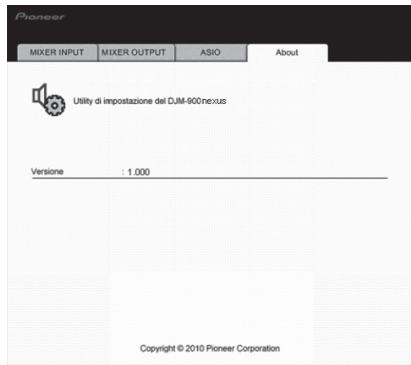 Pioneer
MIXER INPUT MIXER OUTPUT ASIO About
Utility di impostazione del DJM-900nexus
Versione : 1.000
Copyright © 2010 Pioneer Corporation